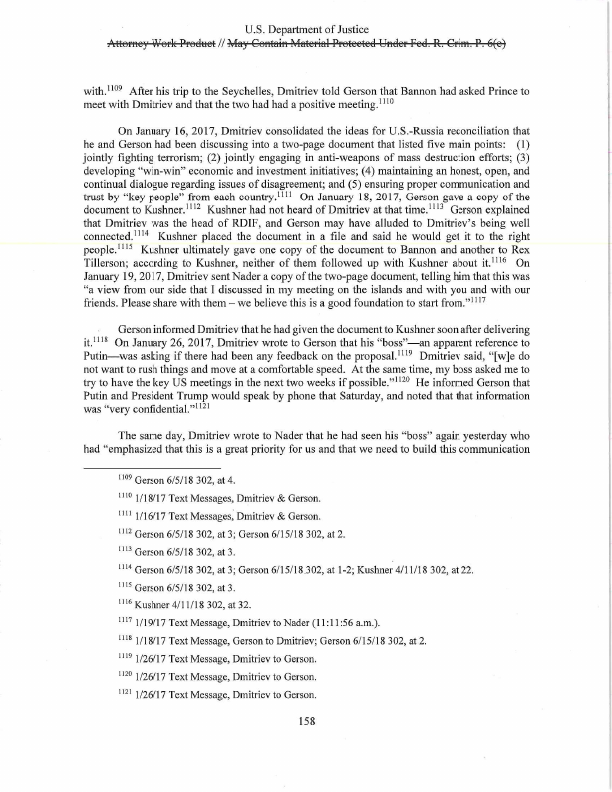 U.S. Department of Justice
Attorney Work Product // May Contain Material Protected Under Fed. R. Crim. P. 6(e)
with.1109 After his trip to the Seychelles, Dmitriev told Gerson that Bannon had asked Prince to
meet with Dmitriev and that the two had had a positive meeting.1110
On January 16, 2017, Dmitriev consolidated the ideas for U.S.-Russia reconciliation that
he and Gerson had been discussing into a two-page document that listed five main points: (1)
jointly fighting terrorism; (2) jointly engaging in anti-weapons of mass destruction efforts; (3)
developing "win-win" economic and investment initiatives; (4) maintaining an honest, open, and
continual dialogue regarding issues of disagreement; and (5) ensuring proper communication and
trust by "key people" from each country.1111 On January 18, 2017, Gerson gave a copy of the
document to Kushner.1112 Kushner had not heard of Dmitriev at that time.1113 Gerson explained
that Dmitriev was the head of RDIF, and Gerson may have alluded to Dmitriev's being well
connected.1114 Kushner placed the document in a file and said he would get it to the right
people.1115 Kushner ultimately gave one copy of the document to Bannon and another to Rex
Tillerson; according to Kushner, neither of them followed up with Kushner about it.1116 On
January 19, 2017, Dmitriev sent Nader a copy of the two-page document, telling him that this was
"a view from our side that I discussed in my meeting on the islands and with you and with our
friends. Please share with them – we believe this is a good foundation to start from."1117
Gerson informed Dmitriev that he had given the document to Kushner soon after delivering
it.1118 On January 26, 2017, Dmitriev wrote to Gerson that his "boss"—an apparent reference to
Putin—was asking if there had been any feedback on the proposal.1119 Dmitriev said, "[w]e do
not want to rush things and move at a comfortable speed. At the same time, my boss asked me to
try to have the key US meetings in the next two weeks if possible."1120 He informed Gerson that
Putin and President Trump would speak by phone that Saturday, and noted that that information
was "very confidential."1121
The same day, Dmitriev wrote to Nader that he had seen his "boss" again yesterday who
had "emphasized that this is a great priority for us and that we need to build this communication
1109 Gerson 6/5/18 302, at 4.
1110 1/18/17 Text Messages, Dmitriev & Gerson.
1111 1/16/17 Text Messages, Dmitriev & Gerson.
1112 Gerson 6/5/18 302, at 3; Gerson 6/15/18 302, at 2.
1113 Gerson 6/5/18 302, at 3.
1114 Gerson 6/5/18 302, at 3; Gerson 6/15/18 302, at 1-2; Kushner 4/11/18 302, at 22.
1115 Gerson 6/5/18 302, at 3.
1116 Kushner 4/11/18 302, at 32.
1117 1/19/17 Text Message, Dmitriev to Nader (11:11:56 a.m.).
1118 1/18/17 Text Message, Gerson to Dmitriev; Gerson 6/15/18 302, at 2.
1119 1/26/17 Text Message, Dmitriev to Gerson.
1120 1/26/17 Text Message, Dmitriev to Gerson.
1121 1/26/17 Text Message, Dmitriev to Gerson.
158